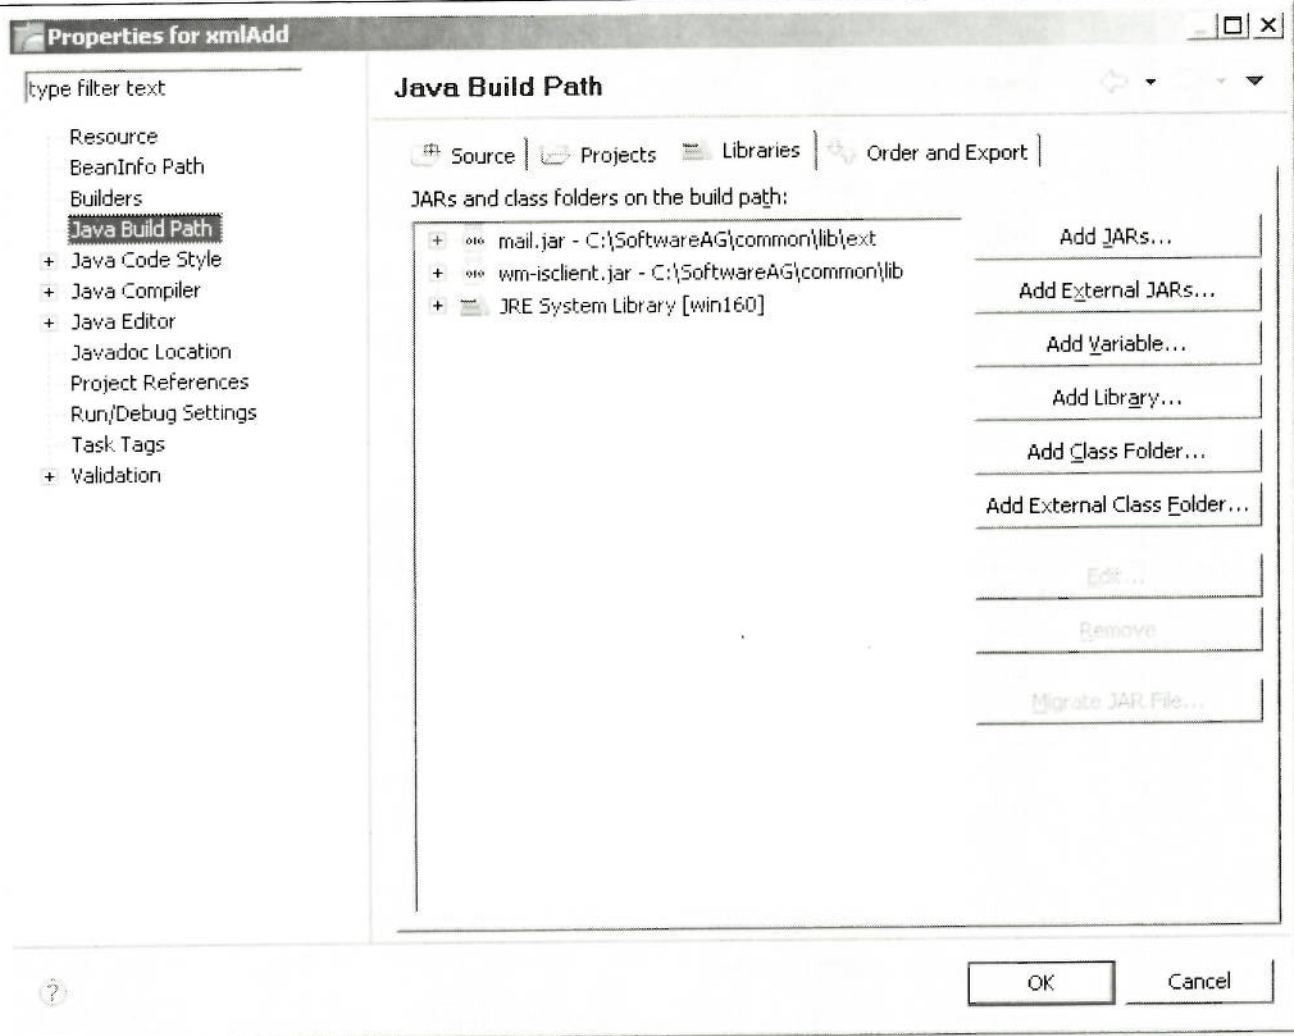 Properties for xmlAdd
type filter text
Resource
BeanInfo Path
Builders
Java Build Path
Java Code Style
Java Compiler
Java Editor
Javadoc Location
Project References
Run/Debug Settings
Task Tags
Validation
Java Build Path
Source Projects Libraries Order and Export
JARs and class folders on the build path:
mail.jar - C:\SoftwareAG\common\lib\ext
wm-isclient.jar - C:\SoftwareAG\common\lib
JRE System Library [win160]
Add JARs...
Add External JARs...
Add Variable...
Add Library...
Add Class Folder...
Add External Class Folder...
Edit...
Remove
Migrate JAR File...
?
OK Cancel